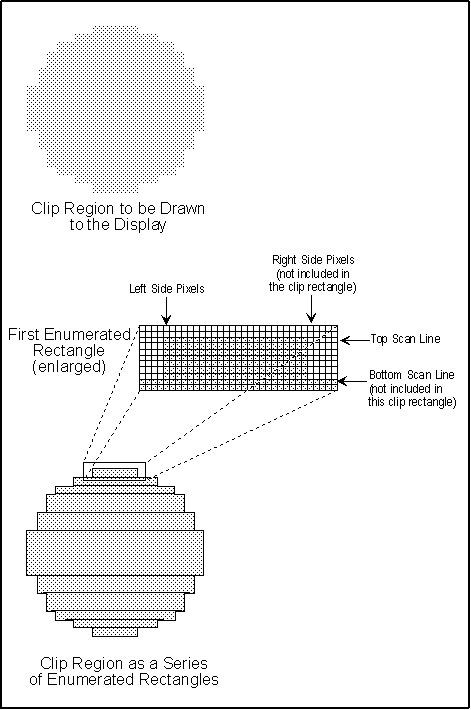 Clip Region to be Drawn
to the Display
Right Side Pixels
(not included in
the clip rectangle)
Left Side Pixels
First Enumerated
Rectangle
(enlarged)
Top Scan Line
Bottom Scan Line
(not included in
this clip rectangle)
Clip Region as a Series
of Enumerated Rectangles